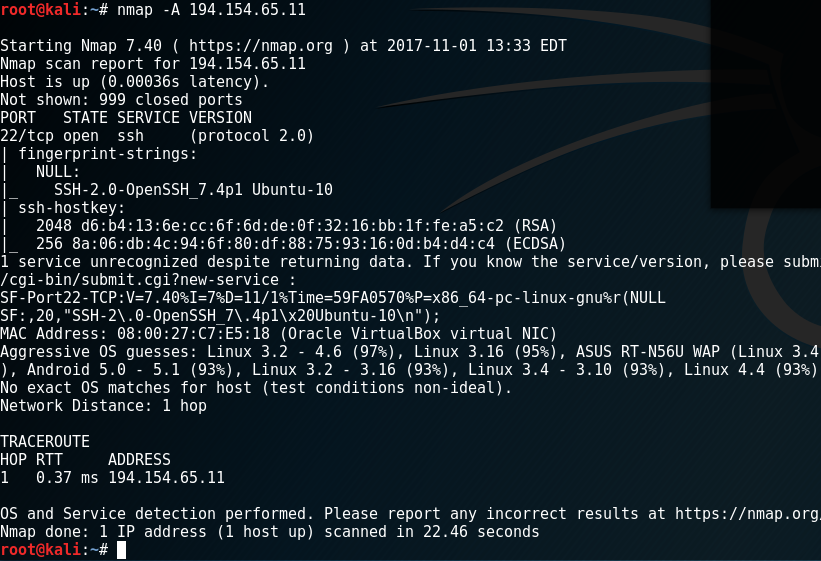 root@kali:~# nmap -A 194.154.65.11

Starting Nmap 7.40 ( https://nmap.org ) at 2017-11-01 13:33 EDT
Nmap scan report for 194.154.65.11
Host is up (0.00036s latency).
Not shown: 999 closed ports
PORT   STATE SERVICE VERSION
22/tcp open  ssh     (protocol 2.0)
| fingerprint-strings:
|   NULL:
|_    SSH-2.0-OpenSSH_7.4p1 Ubuntu-10
| ssh-hostkey:
|   2048 d6:b4:13:6e:cc:6f:6d:de:0f:32:16:bb:1f:fe:a5:c2 (RSA)
|_  256 8a:06:db:4c:94:6f:80:df:88:75:93:16:0d:b4:d4:c4 (ECDSA)
1 service unrecognized despite returning data. If you know the service/version, please subm
/cgi-bin/submit.cgi?new-service :
SF-Port22-TCP:V=7.40%I=7%D=11/1%Time=59FA0570%P=x86_64-pc-linux-gnu%r(NULL
SF:,20,"SSH-2\.0-OpenSSH_7\.4p1\x20Ubuntu-10\n");
MAC Address: 08:00:27:C7:E5:18 (Oracle VirtualBox virtual NIC)
Aggressive OS guesses: Linux 3.2 - 4.6 (97%), Linux 3.16 (95%), ASUS RT-N56U WAP (Linux 3.4
), Android 5.0 - 5.1 (93%), Linux 3.2 - 3.16 (93%), Linux 3.4 - 3.10 (93%), Linux 4.4 (93%)
No exact OS matches for host (test conditions non-ideal).
Network Distance: 1 hop

TRACEROUTE
HOP RTT     ADDRESS
1   0.37 ms 194.154.65.11

OS and Service detection performed. Please report any incorrect results at https://nmap.org/
Nmap done: 1 IP address (1 host up) scanned in 22.46 seconds
root@kali:~#